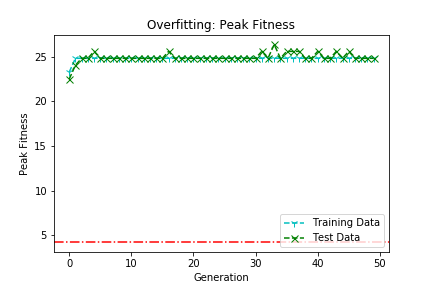 Overfitting: Peak Fitness
Peak Fitness
25
20
15
10
5
0
10
20
30
40
50
Generation
Training Data
Test Data